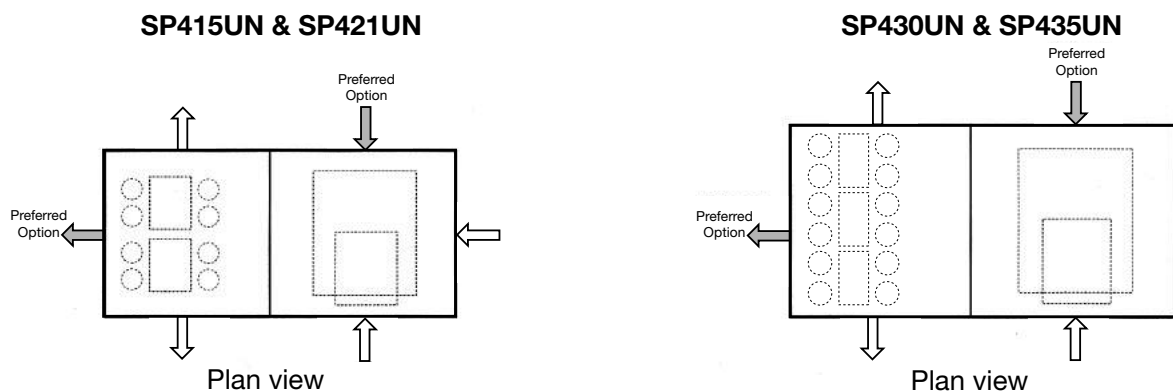 SP415UN & SP421UN
Preferred
Option
Preferred
Option
Plan view
SP430UN & SP435UN
Preferred
Option
Preferred
Option
Plan view